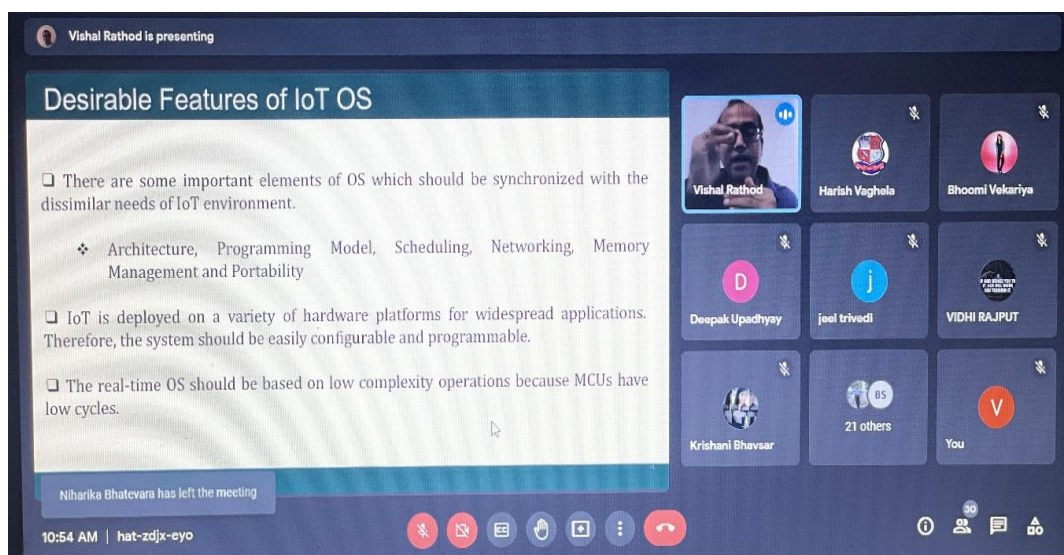 Vishal Rathod is presenting
Desirable Features of IoT OS
❑ There are some important elements of OS which should be synchronized with the
dissimilar needs of IoT environment.
❖ Architecture, Programming Model, Scheduling, Networking, Memory
Management and Portability
❑ IoT is deployed on a variety of hardware platforms for widespread applications.
Therefore, the system should be easily configurable and programmable.
❑ The real-time OS should be based on low complexity operations because MCUs have
low cycles.
Vishal Rathod
Harish Vaghela
Bhoomi Vekariya
D
Deepak Upadhyay
j
jeel trivedi
VIDHI RAJPUT
Krishani Bhavsar
BS
21 others
V
You
Niharika Bhatevara has left the meeting
10:54 AM | hat-zdjx-eyo
CC
30